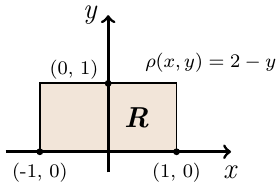 y
(0, 1)
ρ(x, y) = 2 − y
R
(-1, 0)
(1, 0)
x